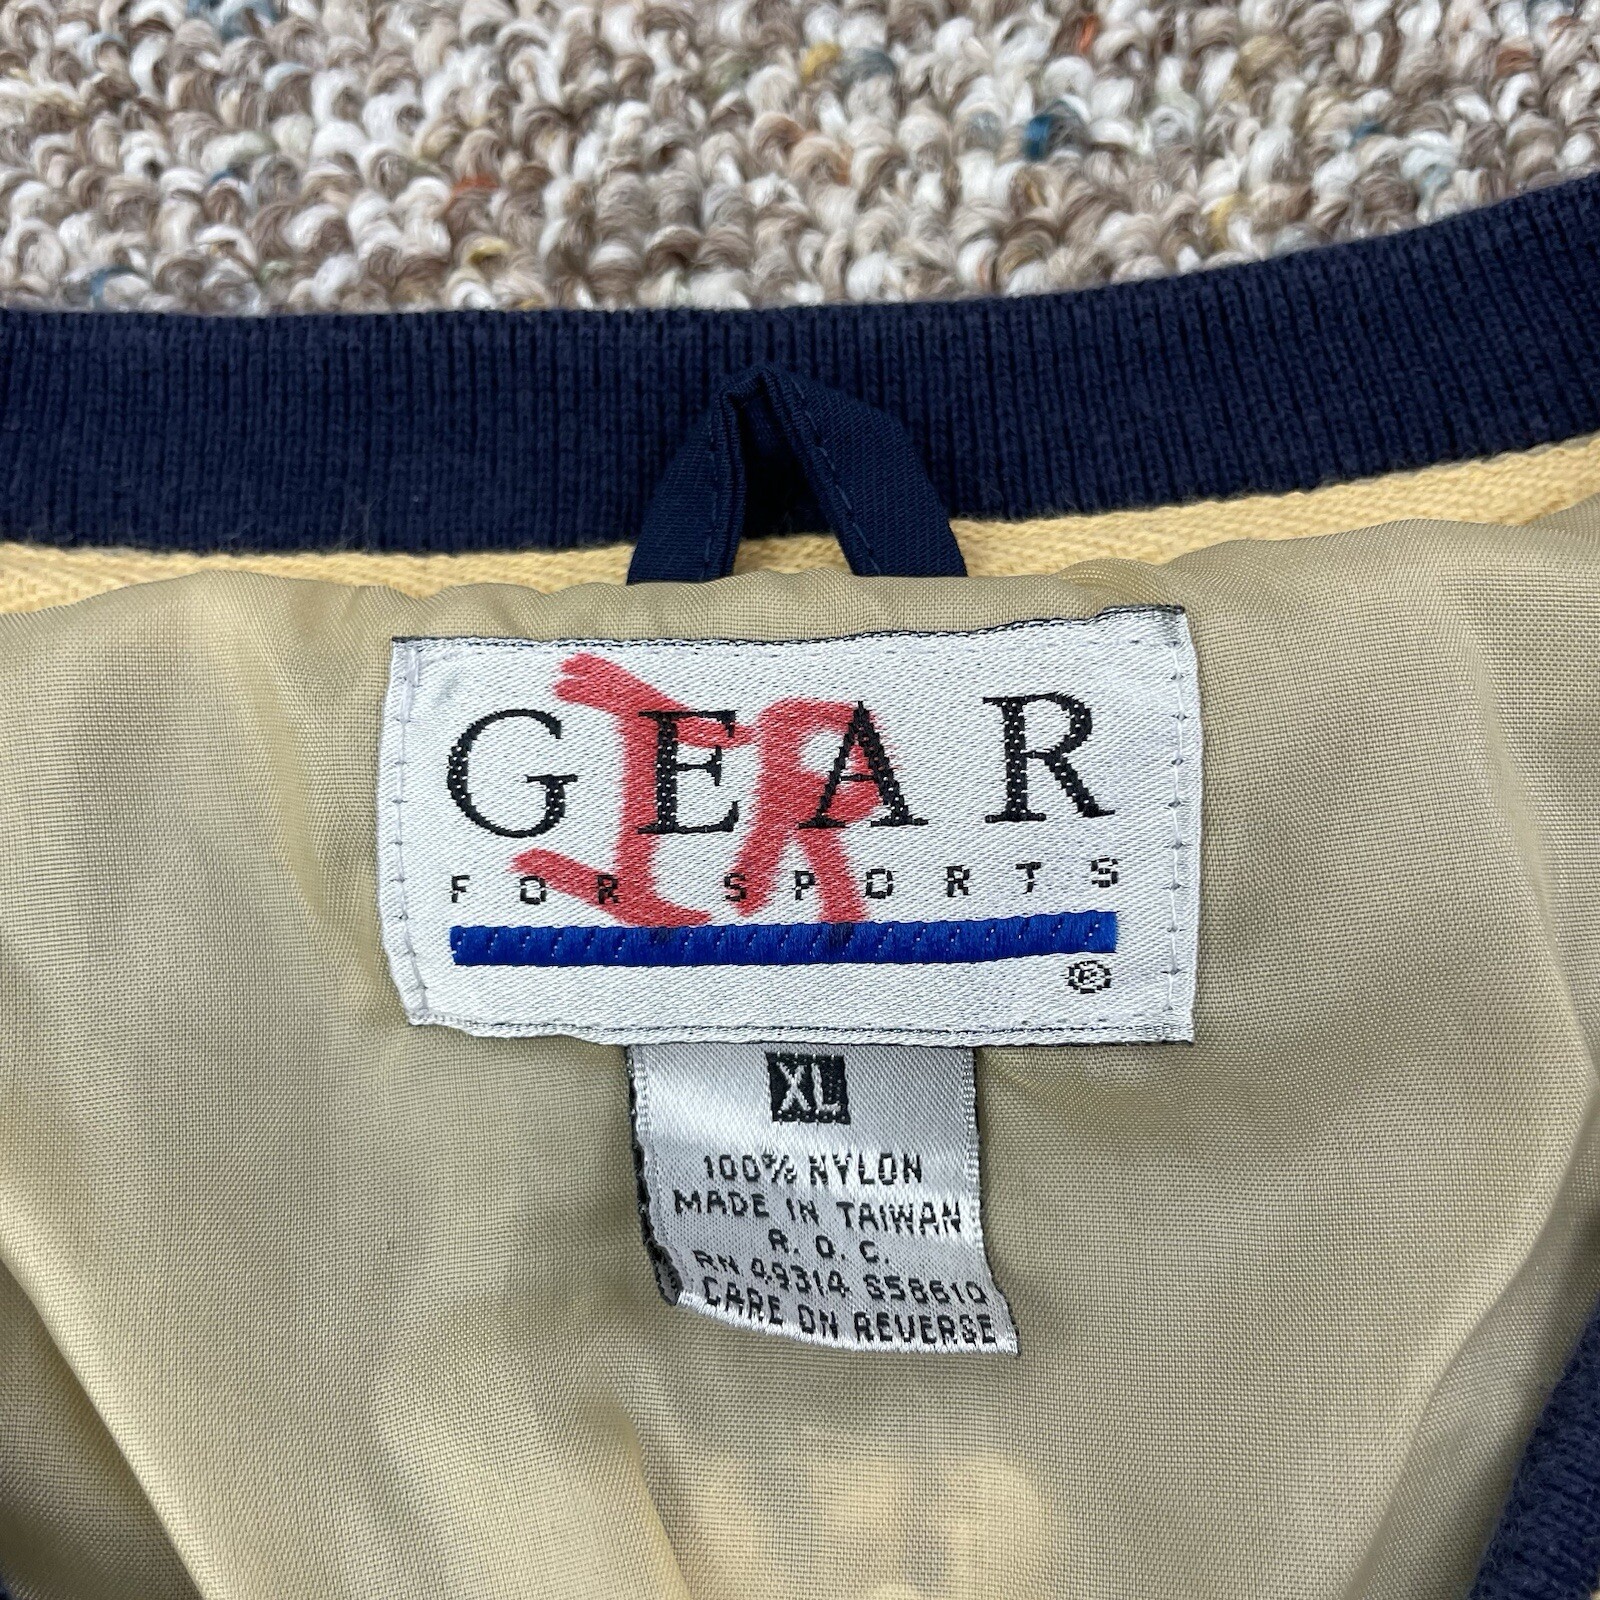 GEAR
FOR SPORTS
®
XL
100% NYLON
MADE IN TAIWAN
R. O. C.
RN 49314 S58610
CARE ON REVERSE